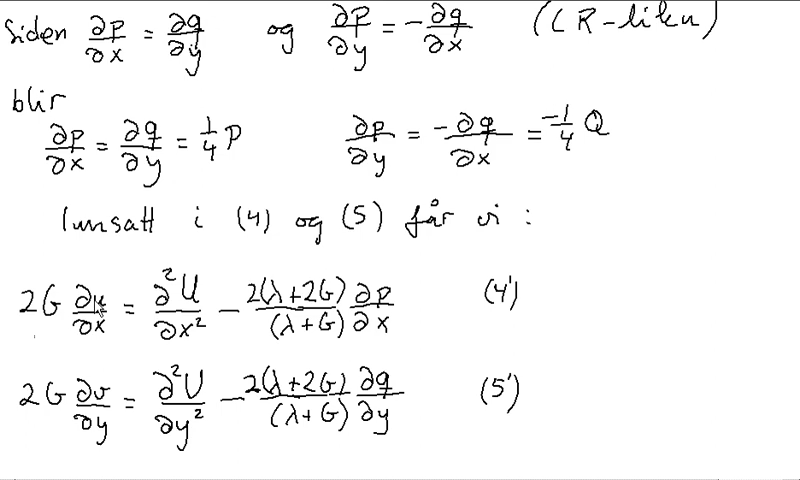 Siden ∂p/∂x = ∂q/∂y og ∂p/∂y = -∂q/∂x (CR-likn)
blir
∂p/∂x = ∂q/∂y = 1/4 P ∂p/∂y = -∂q/∂x = -1/4 Q
Innsatt i (4) og (5) får vi :
2G ∂u/∂x = ∂²U/∂x² - 2(λ+2G)/(λ+G) ∂p/∂x (4')
2G ∂v/∂y = ∂²U/∂y² - 2(λ+2G)/(λ+G) ∂q/∂y (5')